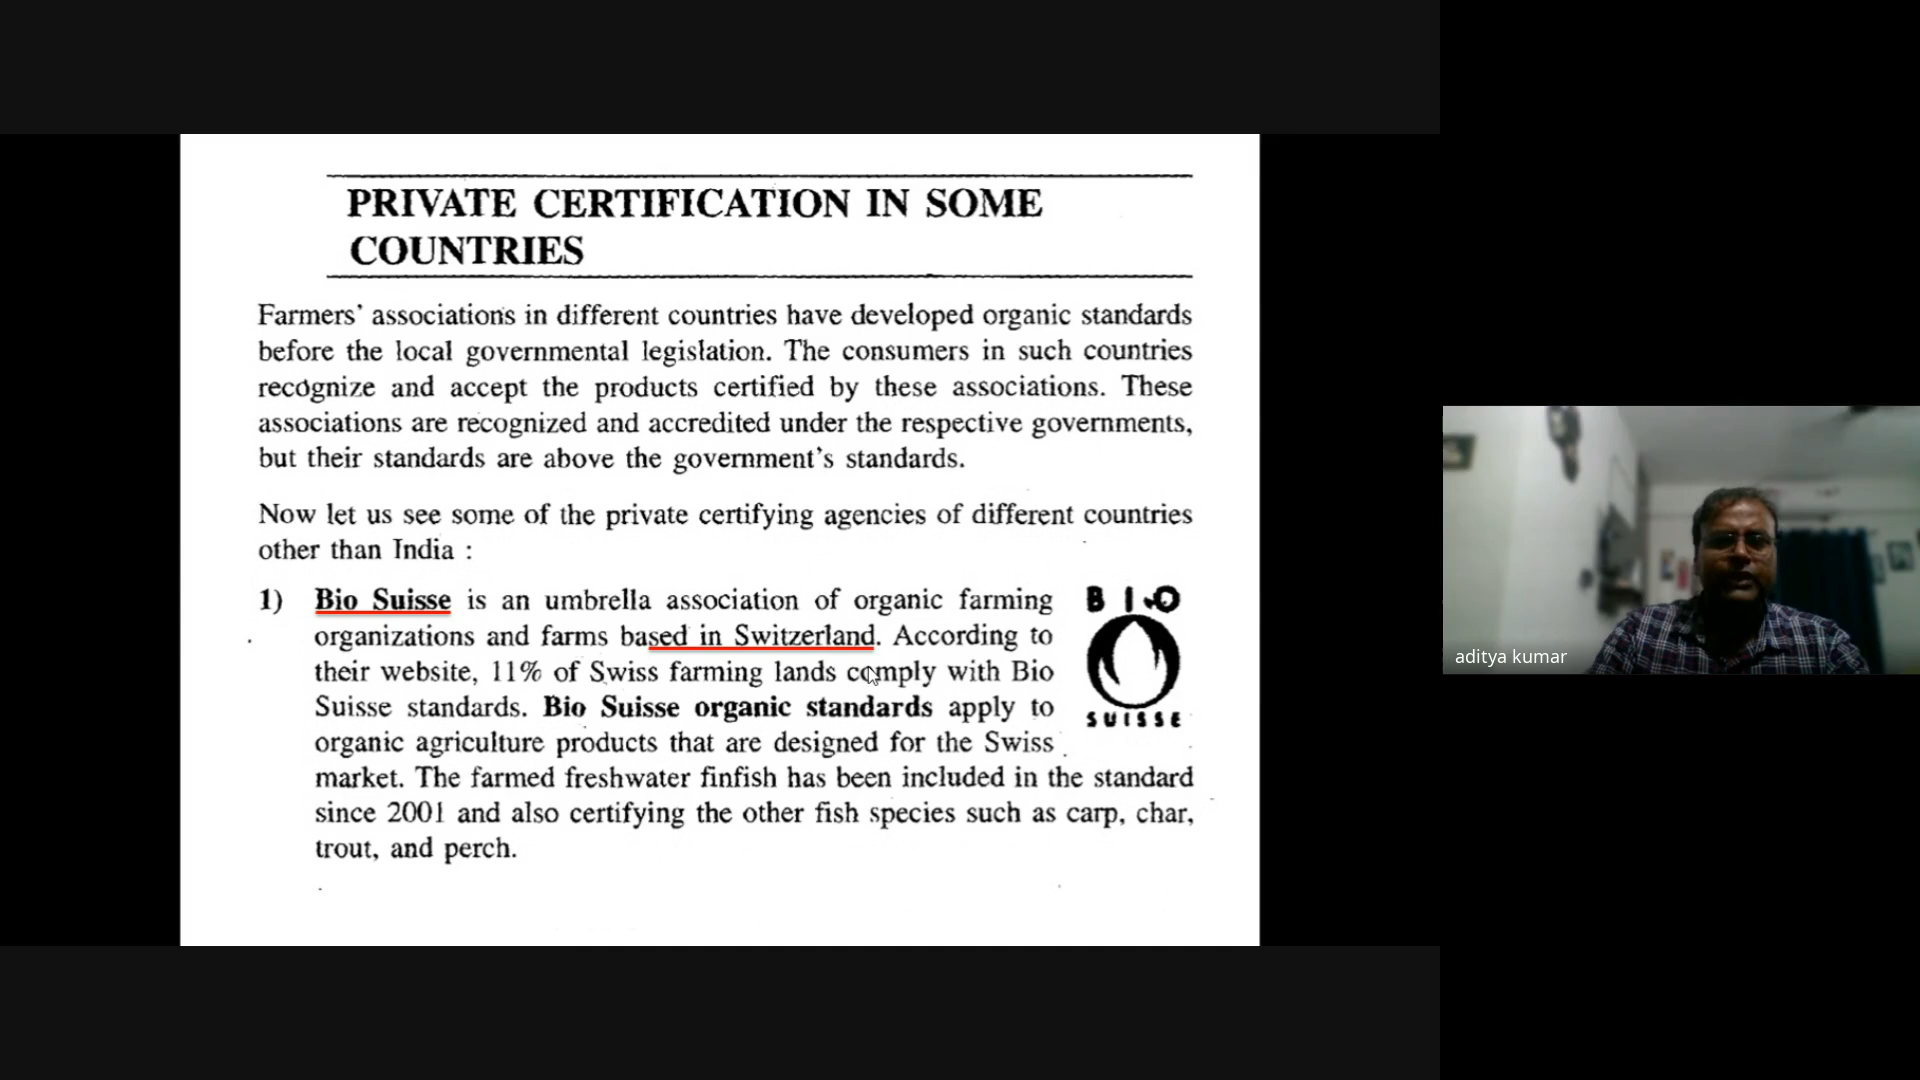 PRIVATE CERTIFICATION IN SOME
COUNTRIES
Farmers' associations in different countries have developed organic standards
before the local governmental legislation. The consumers in such countries
recognize and accept the products certified by these associations. These
associations are recognized and accredited under the respective governments,
but their standards are above the government's standards.
Now let us see some of the private certifying agencies of different countries
other than India :
1) Bio Suisse is an umbrella association of organic farming
organizations and farms based in Switzerland. According to
their website, 11% of Swiss farming lands comply with Bio
Suisse standards. Bio Suisse organic standards apply to
organic agriculture products that are designed for the Swiss
market. The farmed freshwater finfish has been included in the standard
since 2001 and also certifying the other fish species such as carp, char,
trout, and perch.
BIO
SUISSE
aditya kumar